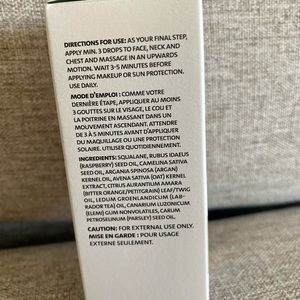 DIRECTIONS FOR USE: AS YOUR FINAL STEP,
APPLY MIN. 3 DROPS TO FACE, NECK AND
CHEST AND MASSAGE IN AN UPWARDS
MOTION. WAIT 3-5 MINUTES BEFORE
APPLYING MAKEUP OR SUN PROTECTION.
USE DAILY.
MODE D'EMPLOI: COMME VOTRE
DERNIÈRE ÉTAPE, APPLIQUER AU MOINS
3 GOUTTES SUR LE VISAGE, LE COU ET
LA POITRINE EN MASSANT DANS UN
MOUVEMENT ASCENDANT. ATTENDRE
DE 3 À 5 MINUTES AVANT D'APPLIQUER
DU MAQUILLAGE OU UNE PROTECTION
SOLAIRE. UTILISER QUOTIDIENNEMENT.
INGREDIENTS: SQUALANE, RUBUS IDAEUS
(RASPBERRY) SEED OIL, CAMELINA SATIVA
SEED OIL, ARGANIA SPINOSA (ARGAN)
KERNEL OIL, AVENA SATIVA (OAT) KERNEL
EXTRACT, CITRUS AURANTIUM AMARA
(BITTER ORANGE/PETITGRAIN) LEAF/TWIG
OIL, LEDUM GROENLANDICUM (LAB-
RADOR TEA) OIL, CANARIUM LUZONICUM
(ELEMI) GUM NONVOLATILES, CARUM
PETROSELINUM (PARSLEY) SEED OIL.
CAUTION: FOR EXTERNAL USE ONLY.
MISE EN GARDE: POUR USAGE
EXTERNE SEULEMENT.